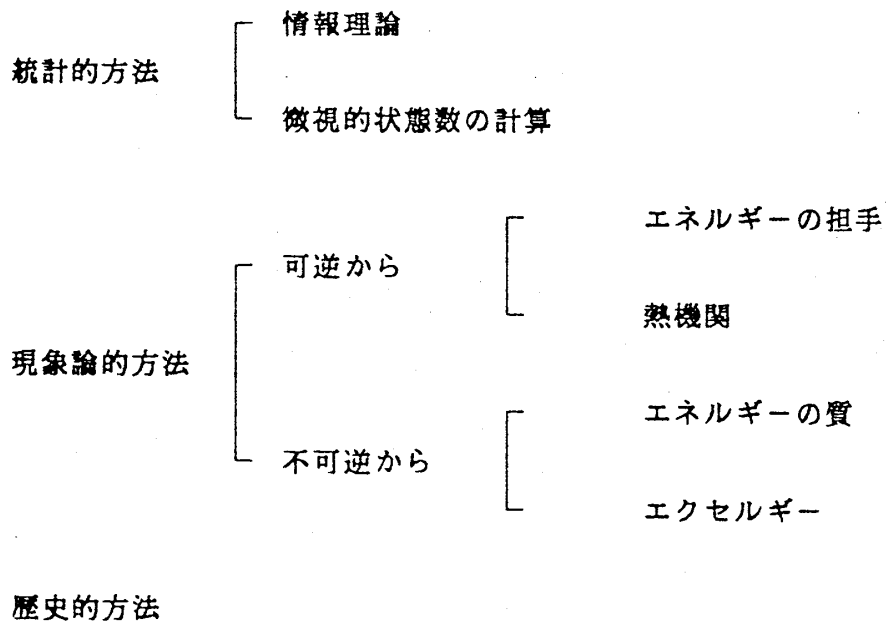 情報理論
統計的方法
微視的状態数の計算
エネルギーの担手
可逆から
熱機関
現象論的方法
エネルギーの質
不可逆から
エクセルギー
歴史的方法